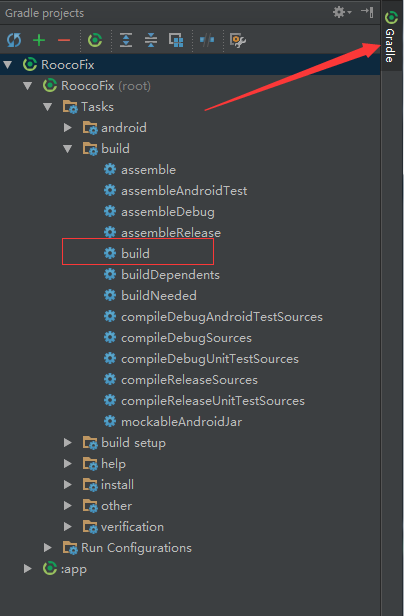 Gradle projects
Gradle
RoocoFix
RoocoFix (root)
Tasks
android
build
assemble
assembleAndroidTest
assembleDebug
assembleRelease
build
buildDependents
buildNeeded
compileDebugAndroidTestSources
compileDebugSources
compileDebugUnitTestSources
compileReleaseSources
compileReleaseUnitTestSources
mockableAndroidJar
build setup
help
install
other
verification
Run Configurations
:app